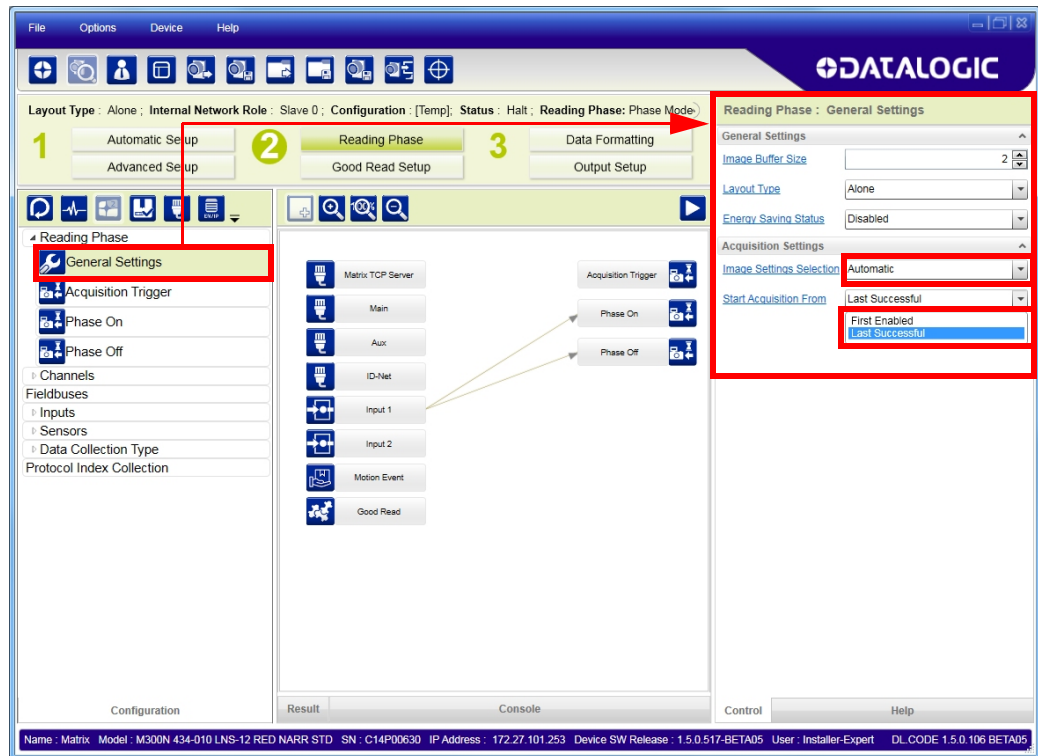 File Options Device Help
DATALOGIC
Layout Type : Alone ; Internal Network Role : Slave 0 ; Configuration : [Temp]; Status : Halt ; Reading Phase: Phase Mode
1 Automatic Setup 2 Reading Phase 3 Data Formatting
Advanced Setup Good Read Setup Output Setup
EN/IP
100%
Reading Phase
General Settings
Acquisition Trigger
Phase On
Phase Off
Channels
Fieldbuses
Inputs
Sensors
Data Collection Type
Protocol Index Collection
Configuration
Matrix TCP Server
Main
Aux
ID-Net
Input 1
Input 2
Motion Event
Good Read
Acquisition Trigger
Phase On
Phase Off
Result Console
Reading Phase : General Settings
General Settings
Image Buffer Size 2
Layout Type Alone
Energy Saving Status Disabled
Acquisition Settings
Image Settings Selection Automatic
Start Acquisition From Last Successful
First Enabled
Last Successful
Control Help
Name : Matrix Model : M300N 434-010 LNS-12 RED NARR STD SN : C14P00630 IP Address : 172.27.101.253 Device SW Release : 1.5.0.517-BETA05 User : Installer-Expert DL.CODE 1.5.0.106 BETA05